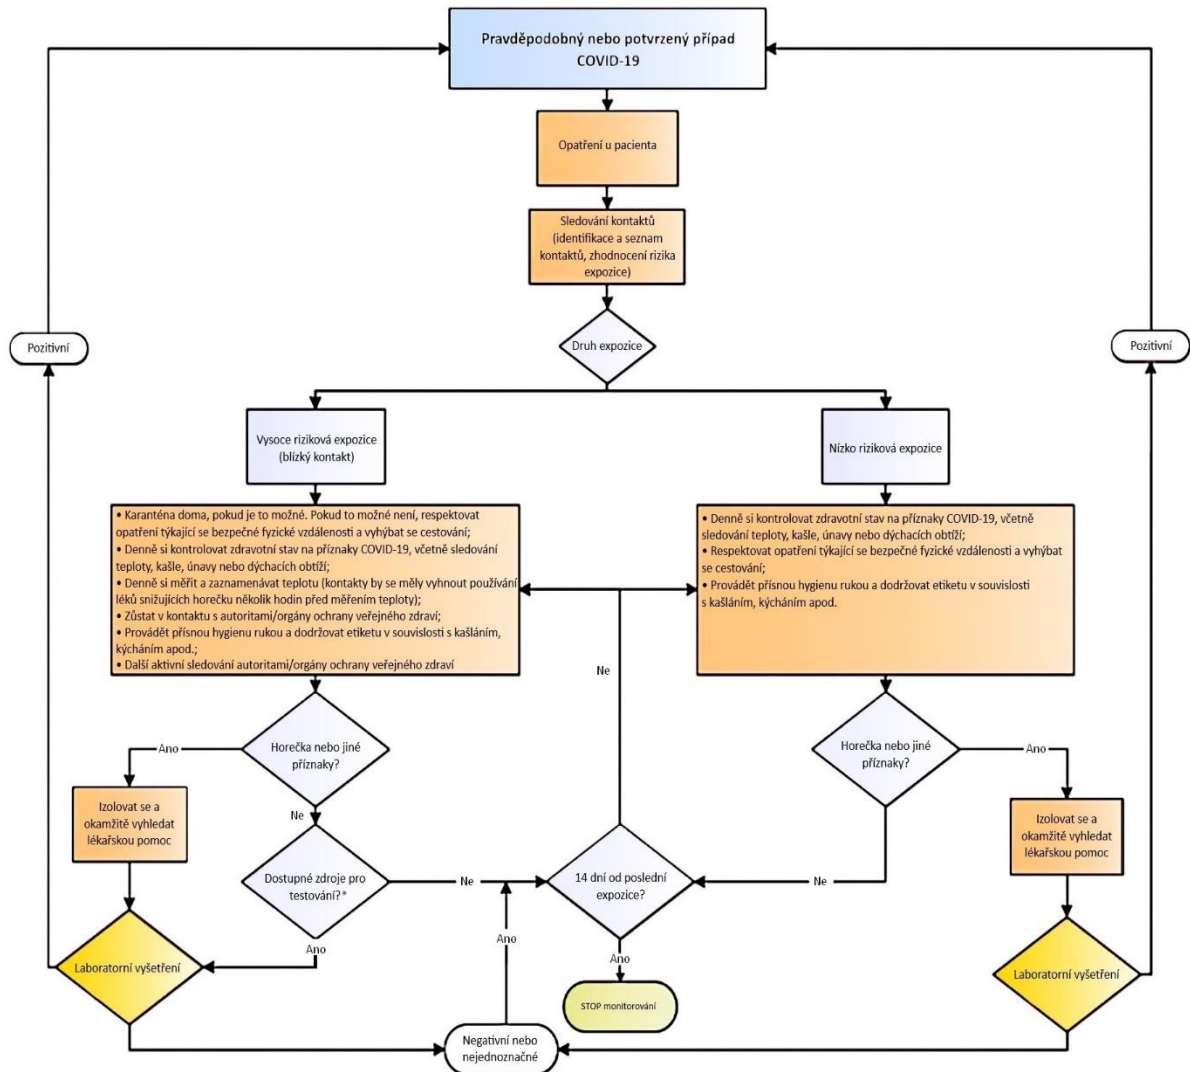 Pravděpodobný nebo potvrzený případ
COVID-19
Opatření u pacienta
Sledování kontaktů
(identifikace a seznam
kontaktů, zhodnocení rizika
expozice)
Pozitivní
Druh expozice
Pozitivní
Vysoce riziková expozice
(blízký kontakt)
Nízko riziková expozice
• Karanténa doma, pokud je to možné. Pokud to možné není, respektovat
opatření týkající se bezpečné fyzické vzdálenosti a vyhýbat se cestování;
• Denně si kontrolovat zdravotní stav na příznaky COVID-19, včetně sledování
teploty, kašle, únavy nebo dýchacích obtíží;
• Denně si měřit a zaznamenávat teplotu (kontakty by se měly vyhnout používání
léků snižujících horečku několik hodin před měřením teploty);
• Zůstat v kontaktu s autoritami/orgány ochrany veřejného zdraví;
• Provádět přísnou hygienu rukou a dodržovat etiketu v souvislosti s kašláním,
kýcháním apod.;
• Další aktivní sledování autoritami/orgány ochrany veřejného zdraví
• Denně si kontrolovat zdravotní stav na příznaky COVID-19, včetně
sledování teploty, kašle, únavy nebo dýchacích obtíží;
• Respektovat opatření týkající se bezpečné fyzické vzdálenosti a vyhýbat
se cestování;
• Provádět přísnou hygienu rukou a dodržovat etiketu v souvislosti
s kašláním, kýcháním apod.
Ne
Ano
Horečka nebo jiné
příznaky?
Horečka nebo jiné
příznaky?
Ano
Izolovat se a
okamžitě vyhledat
lékařskou pomoc
Ne
Izolovat se a
okamžitě vyhledat
lékařskou pomoc
Dostupné zdroje pro
testování?*
Ne
14 dní od poslední
expozice?
Ne
Ano
Ano
Ano
Laboratorní vyšetření
Laboratorní vyšetření
STOP monitorování
Negativní nebo
nejednoznačné